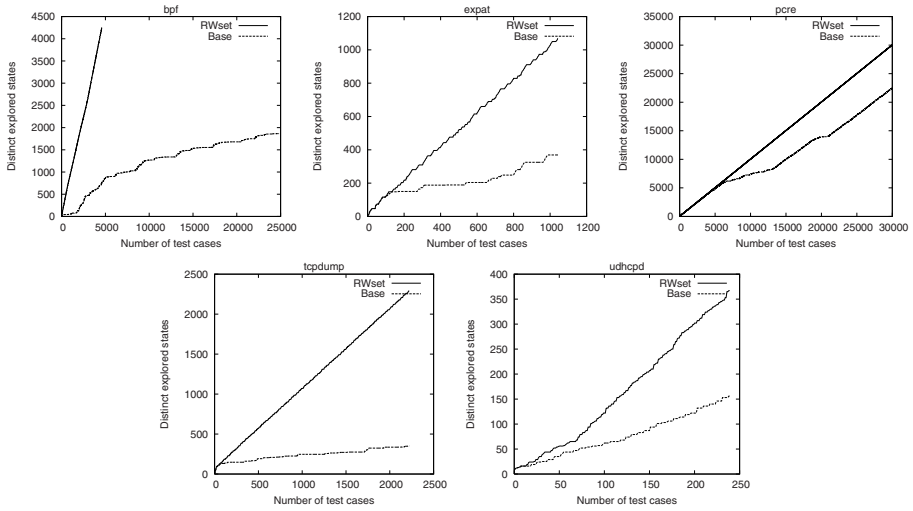 bpf
Distinct explored states
4500
4000
3500
3000
2500
2000
1500
1000
500
0
RWset
Base
0 5000 10000 15000 20000 25000
Number of test cases
expat
Distinct explored states
1200
1000
800
600
400
200
0
RWset
Base
0 200 400 600 800 1000 1200
Number of test cases
pcre
Distinct explored states
35000
30000
25000
20000
15000
10000
5000
0
RWset
Base
0 5000 10000 15000 20000 25000 30000
Number of test cases
tcpdump
Distinct explored states
2500
2000
1500
1000
500
0
RWset
Base
0 500 1000 1500 2000 2500
Number of test cases
udhcpd
Distinct explored states
400
350
300
250
200
150
100
50
0
RWset
Base
0 50 100 150 200 250
Number of test cases